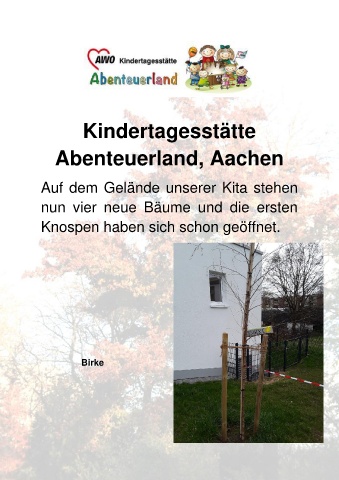 AWO Kindertagesstätte
Abenteuerland
Kindertagesstätte
Abenteuerland, Aachen
Auf dem Gelände unserer Kita stehen
nun vier neue Bäume und die ersten
Knospen haben sich schon geöffnet.
Birke